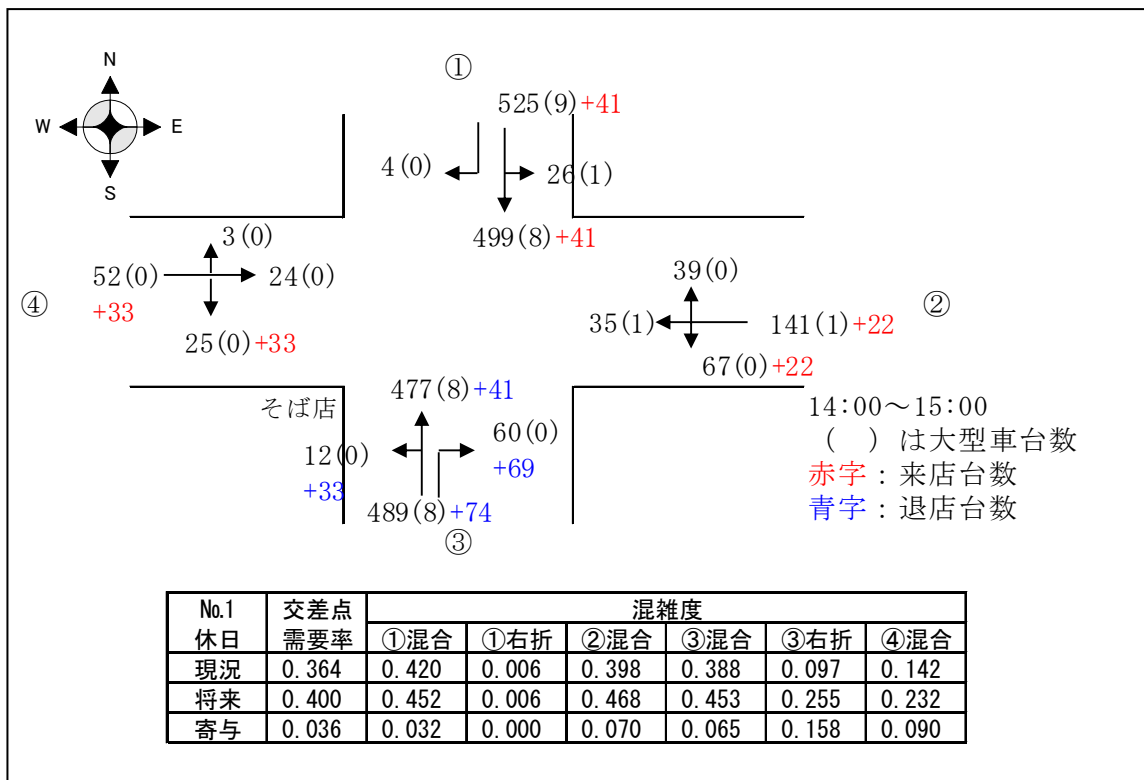 N
W E
S
①
525(9)+41
4(0)
26(1)
499(8)+41
3(0)
52(0)
24(0)
+33
④
25(0)+33
39(0)
②
35(1)
141(1)+22
67(0)+22
そば店
477(8)+41
12(0)
60(0)
+33
+69
489(8)+74
③
14:00～15:00
（　）は大型車台数
赤字：来店台数
青字：退店台数
No.1 交差点 混雑度
休日 需要率 ①混合 ①右折 ②混合 ③混合 ③右折 ④混合
現況 0.364 0.420 0.006 0.398 0.388 0.097 0.142
将来 0.400 0.452 0.006 0.468 0.453 0.255 0.232
寄与 0.036 0.032 0.000 0.070 0.065 0.158 0.090